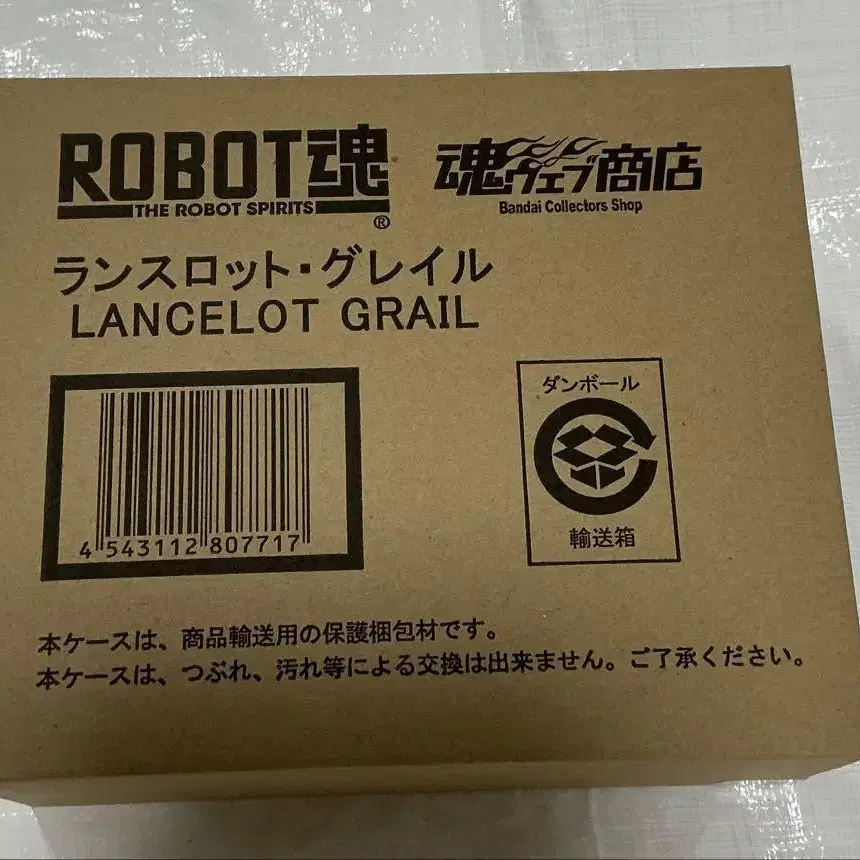 ROBOT魂
THE ROBOT SPIRITS
®
魂ウェブ商店
Bandai Collectors Shop
ランスロット・グレイル
LANCELOT GRAIL
4 543112 807717
ダンボール
輸送箱
本ケースは、商品輸送用の保護梱包材です。
本ケースは、つぶれ、汚れ等による交換は出来ません。ご了承ください。